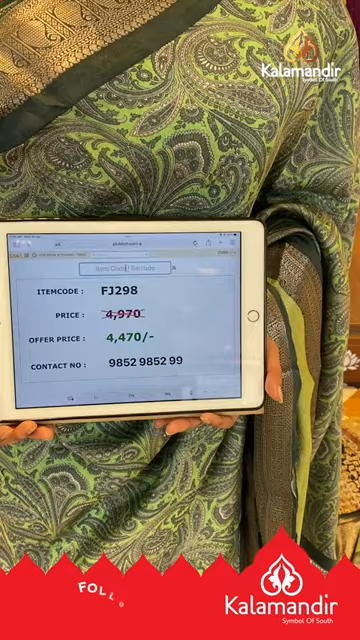 Kalamandir
Symbol Of South
Item Code / Barcode
ITEMCODE : FJ298
PRICE : 4,970
OFFER PRICE : 4,470/-
CONTACT NO : 9852 9852 99
FOLL
Kalamandir
Symbol Of South